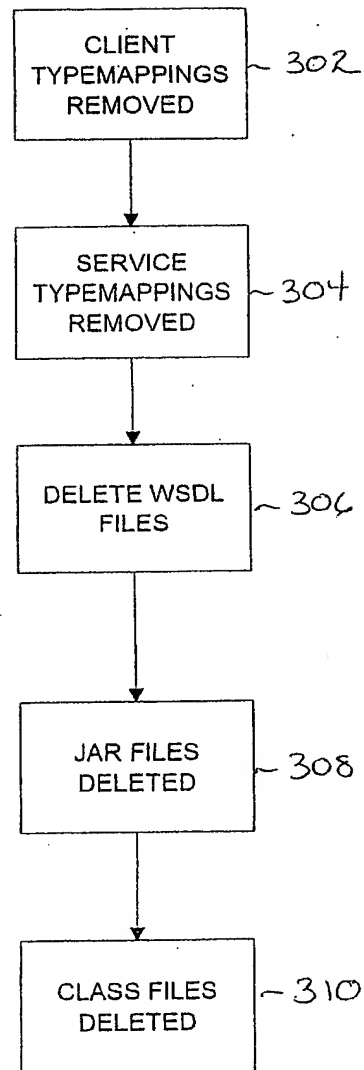 CLIENT
TYPEMAPPINGS
REMOVED
302
SERVICE
TYPEMAPPINGS
REMOVED
304
DELETE WSDL
FILES
306
JAR FILES
DELETED
308
CLASS FILES
DELETED
310